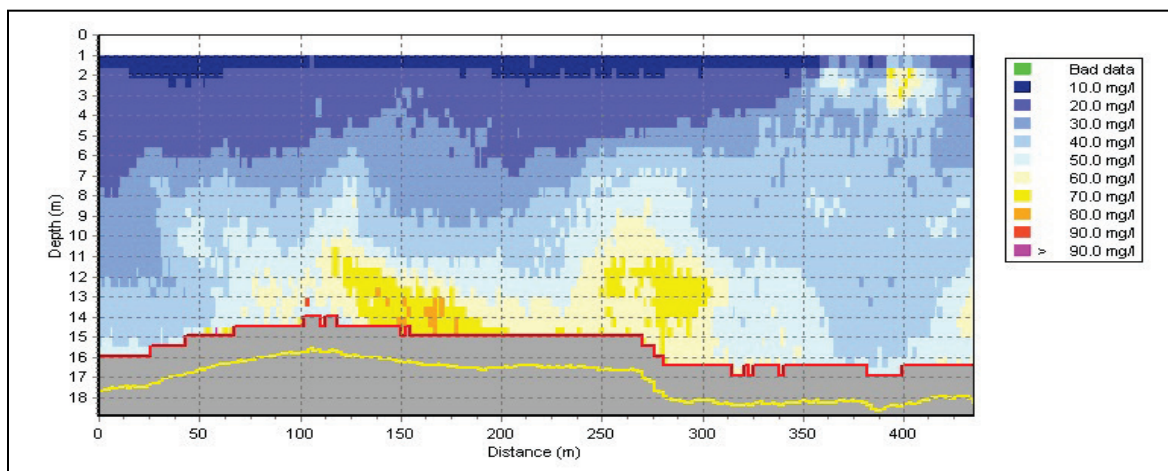 0
1
2
3
4
5
6
7
8
9
10
11
12
13
14
15
16
17
18
Depth (m)
0 50 100 150 200 250 300 350 400
Distance (m)
Bad data
10.0 mg/l
20.0 mg/l
30.0 mg/l
40.0 mg/l
50.0 mg/l
60.0 mg/l
70.0 mg/l
80.0 mg/l
90.0 mg/l
> 90.0 mg/l